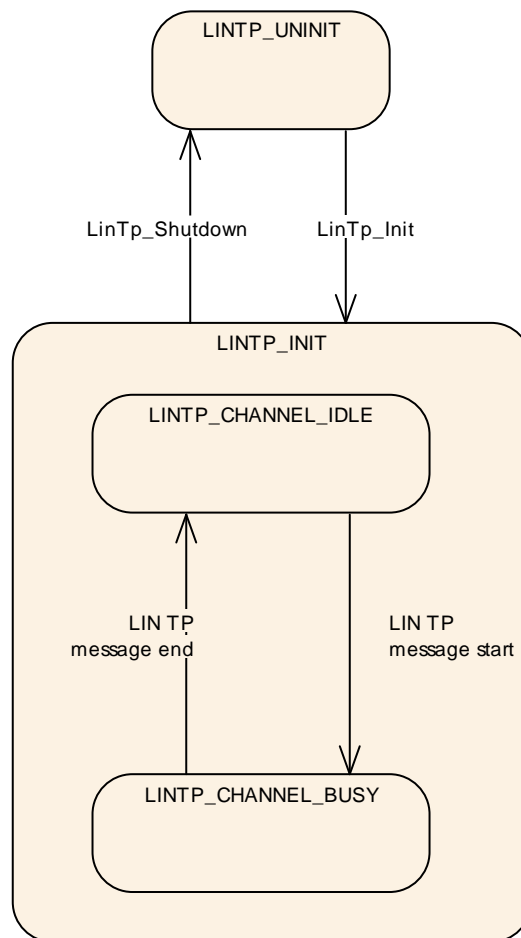 LINTP_UNINIT
LinTp_Shutdown
LinTp_Init
LINTP_INIT
LINTP_CHANNEL_IDLE
LIN TP
message end
LIN TP
message start
LINTP_CHANNEL_BUSY